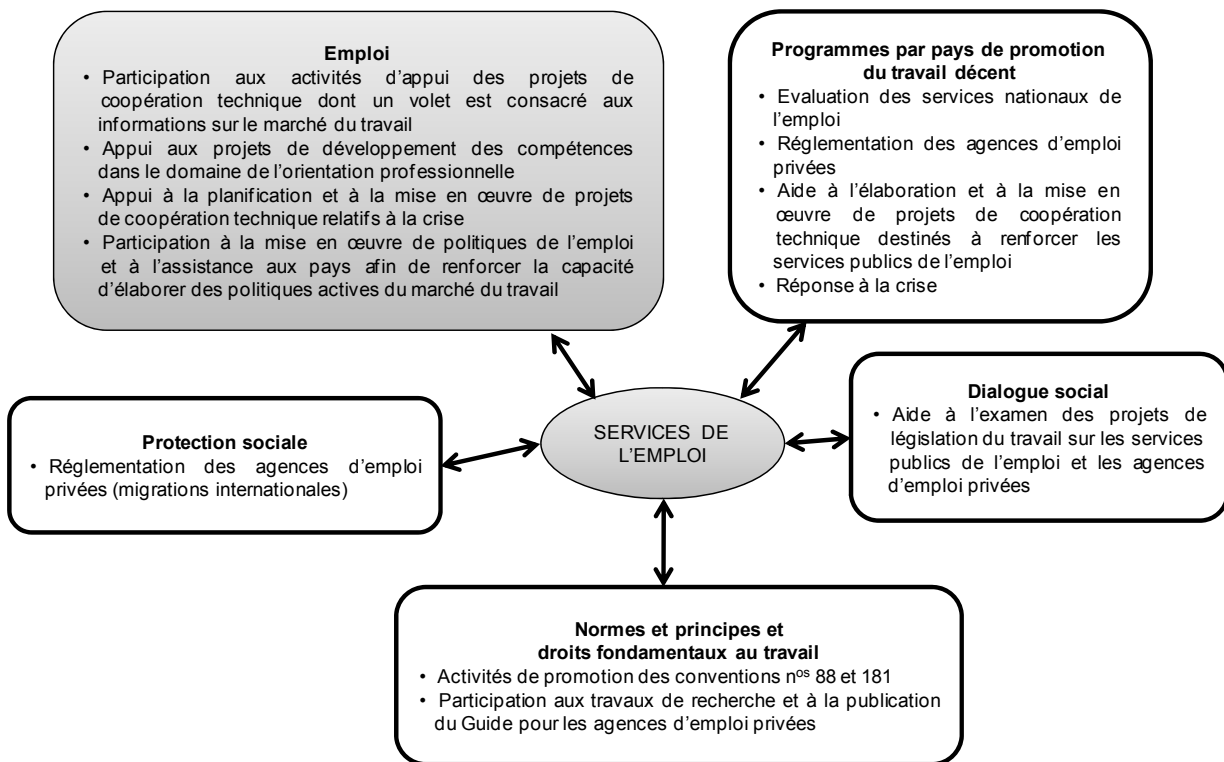 Emploi
• Participation aux activités d’appui des projets de
coopération technique dont un volet est consacré aux
informations sur le marché du travail
• Appui aux projets de développement des compétences
dans le domaine de l’orientation professionnelle
• Appui à la planification et à la mise en œuvre de projets
de coopération technique relatifs à la crise
• Participation à la mise en œuvre de politiques de l’emploi
et à l’assistance aux pays afin de renforcer la capacité
d’élaborer des politiques actives du marché du travail
Programmes par pays de promotion
du travail décent
• Evaluation des services nationaux de
l’emploi
• Réglementation des agences d’emploi
privées
• Aide à l’élaboration et à la mise en
œuvre de projets de coopération
technique destinés à renforcer les
services publics de l’emploi
• Réponse à la crise
Protection sociale
• Réglementation des agences d’emploi
privées (migrations internationales)
SERVICES DE
L’EMPLOI
Dialogue social
• Aide à l’examen des projets de
législation du travail sur les services
publics de l’emploi et les agences
d’emploi privées
Normes et principes et
droits fondamentaux au travail
• Activités de promotion des conventions nᵒˢ 88 et 181
• Participation aux travaux de recherche et à la publication
du Guide pour les agences d’emploi privées